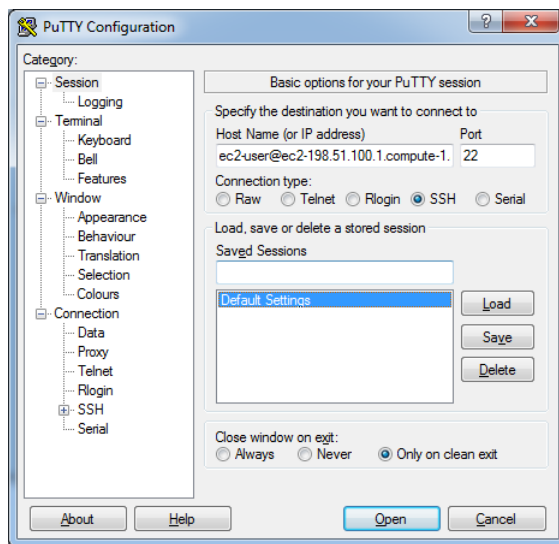 PuTTY Configuration
Category:
Session
Logging
Terminal
Keyboard
Bell
Features
Window
Appearance
Behaviour
Translation
Selection
Colours
Connection
Data
Proxy
Telnet
Rlogin
SSH
Serial
Basic options for your PuTTY session
Specify the destination you want to connect to
Host Name (or IP address) Port
ec2-user@ec2-198.51.100.1.compute-1. 22
Connection type:
Raw Telnet Rlogin SSH Serial
Load, save or delete a stored session
Saved Sessions
Default Settings
Load
Save
Delete
Close window on exit:
Always Never Only on clean exit
About Help Open Cancel